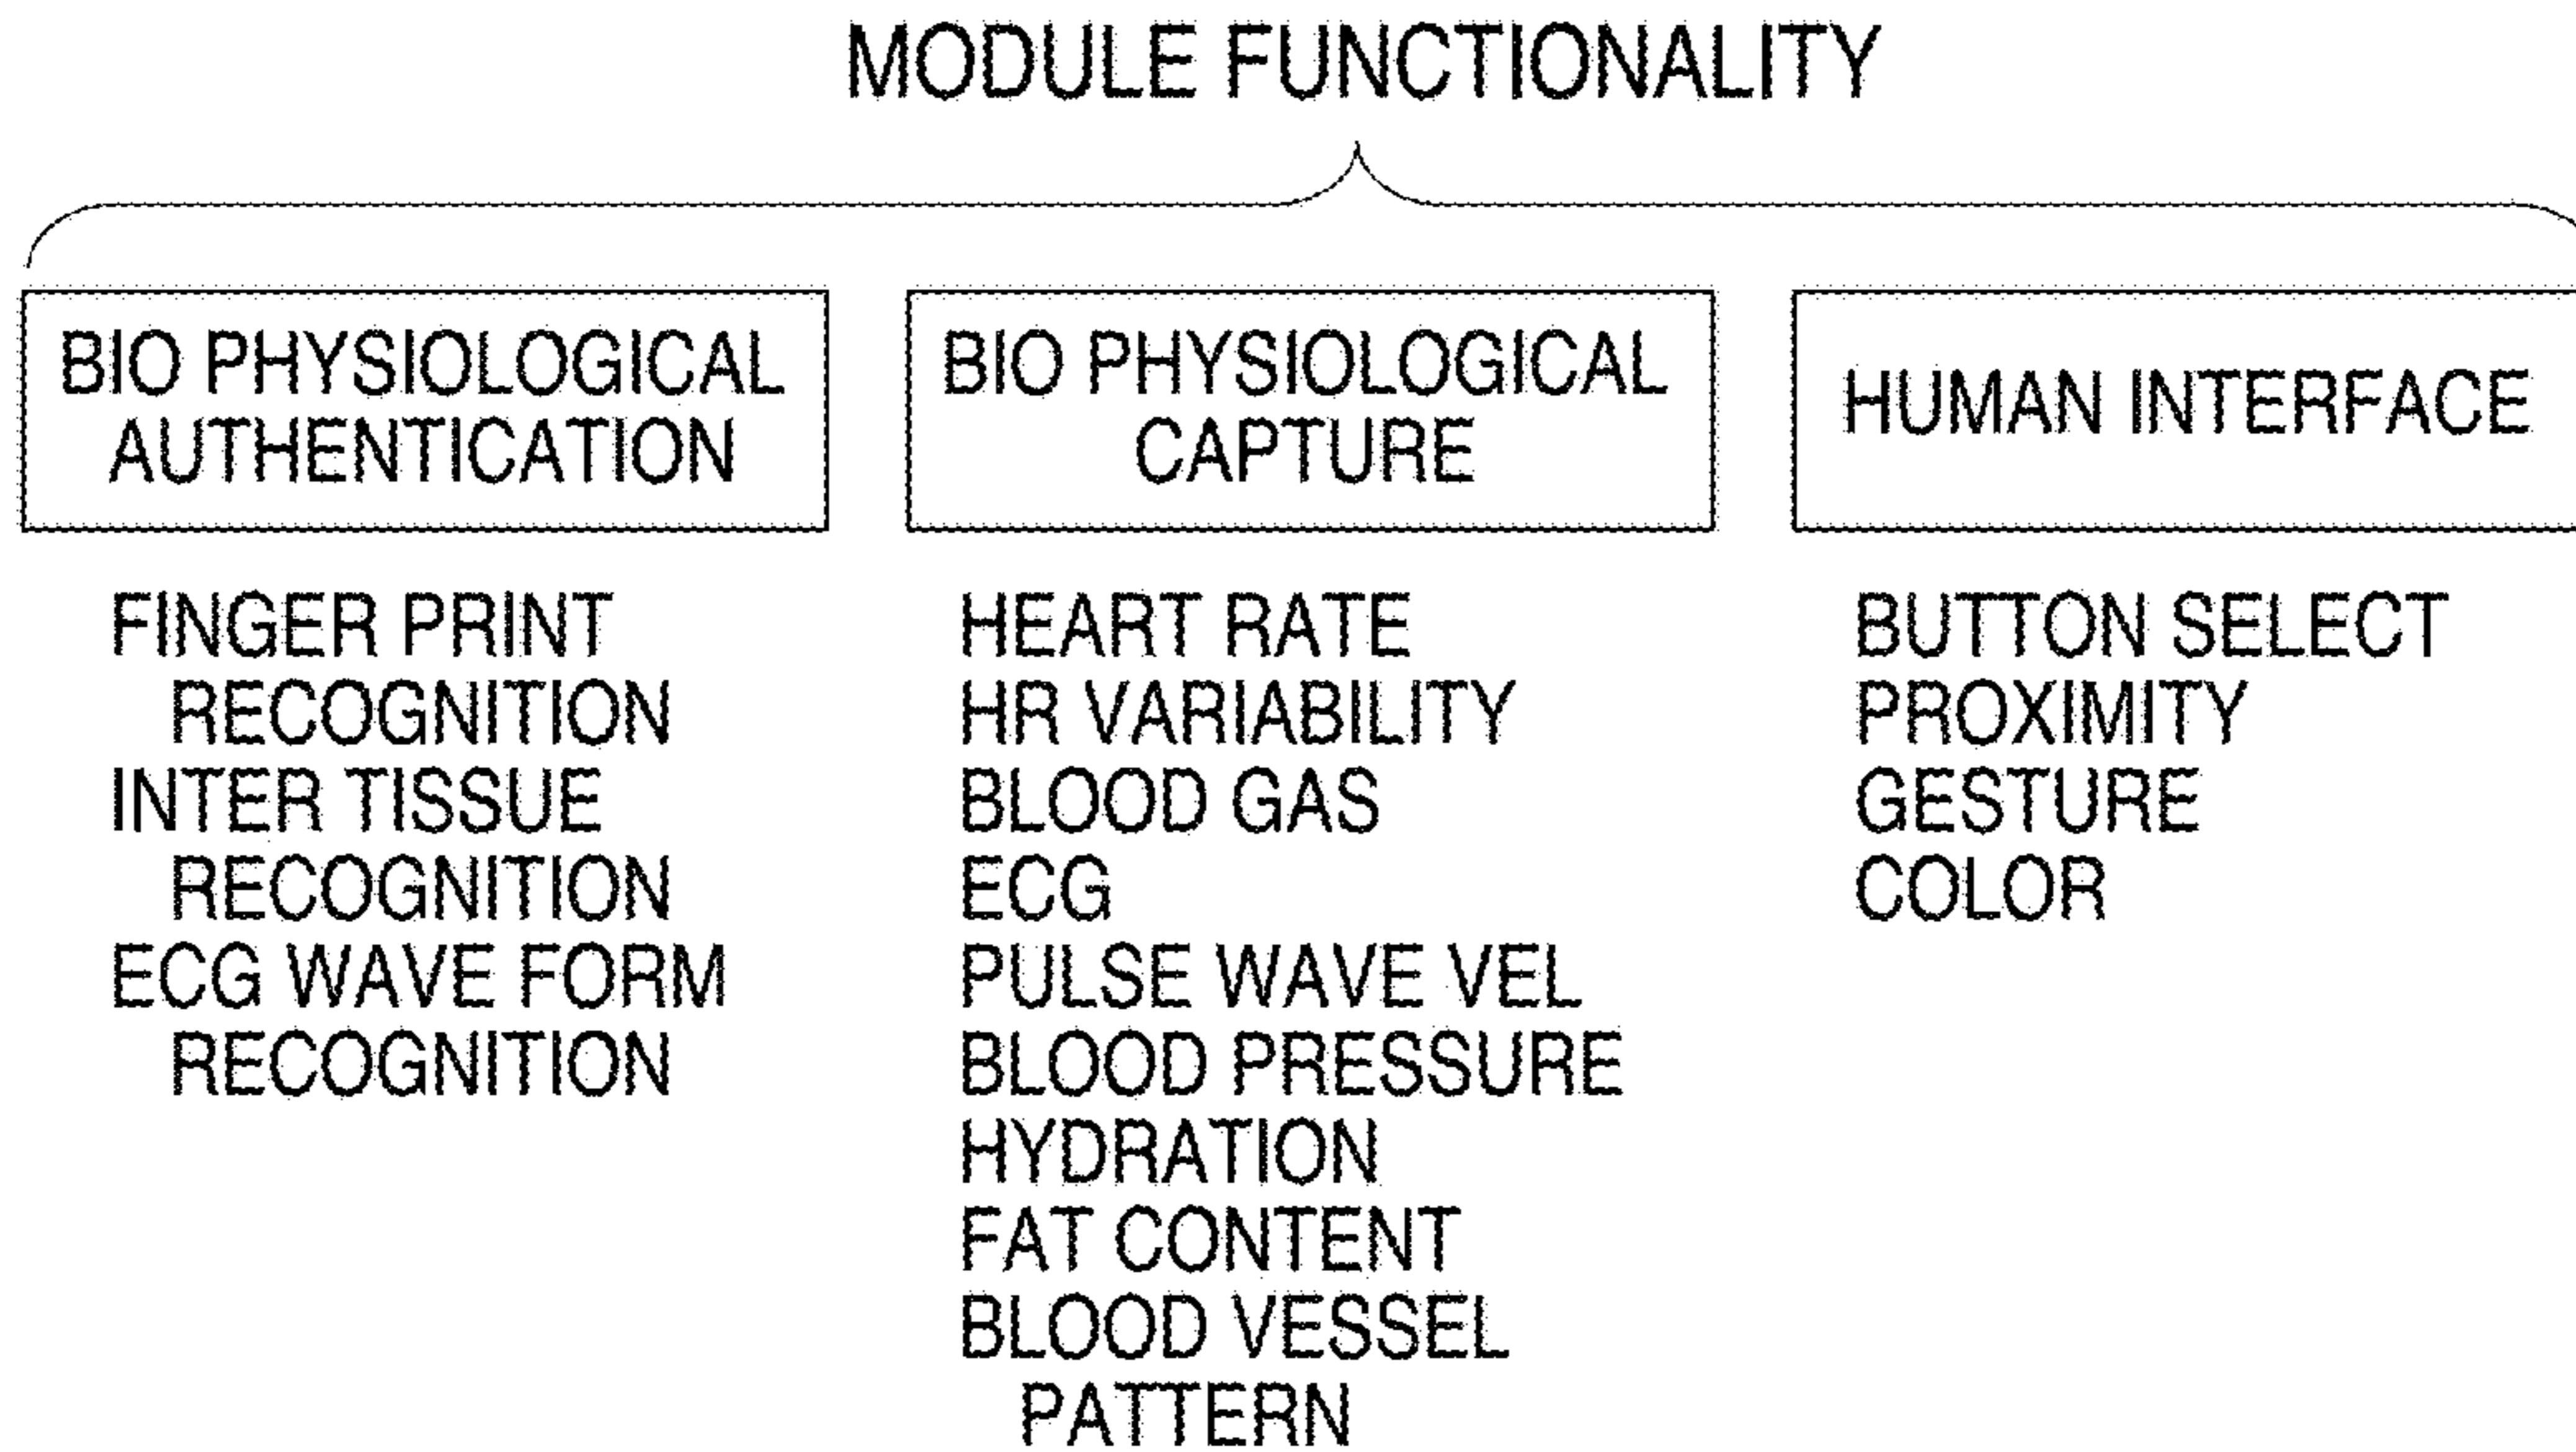 MODULE FUNCTIONALITY
BIO PHYSIOLOGICAL
AUTHENTICATION
FINGER PRINT
RECOGNITION
INTER TISSUE
RECOGNITION
ECG WAVE FORM
RECOGNITION
BIO PHYSIOLOGICAL
CAPTURE
HEART RATE
HR VARIABILITY
BLOOD GAS
ECG
PULSE WAVE VEL
BLOOD PRESSURE
HYDRATION
FAT CONTENT
BLOOD VESSEL
PATTERN
HUMAN INTERFACE
BUTTON SELECT
PROXIMITY
GESTURE
COLOR